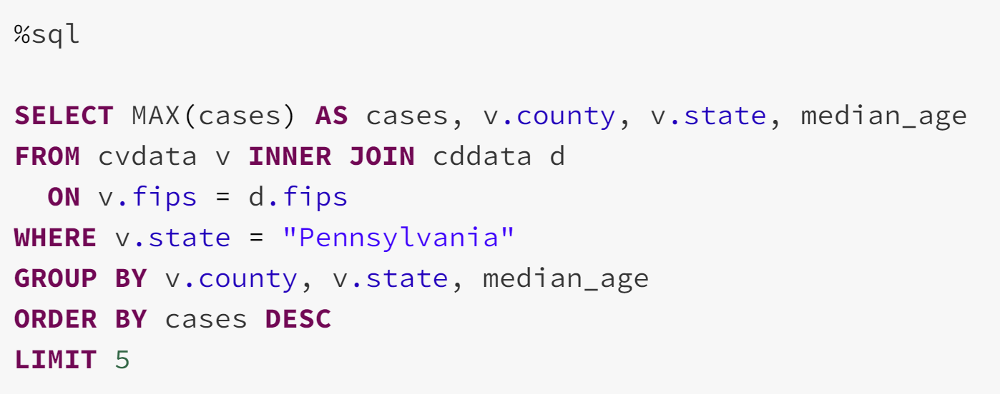 %sql
SELECT MAX(cases) AS cases, v.county, v.state, median_age
FROM cvdata v INNER JOIN cddata d
  ON v.fips = d.fips
WHERE v.state = "Pennsylvania"
GROUP BY v.county, v.state, median_age
ORDER BY cases DESC
LIMIT 5